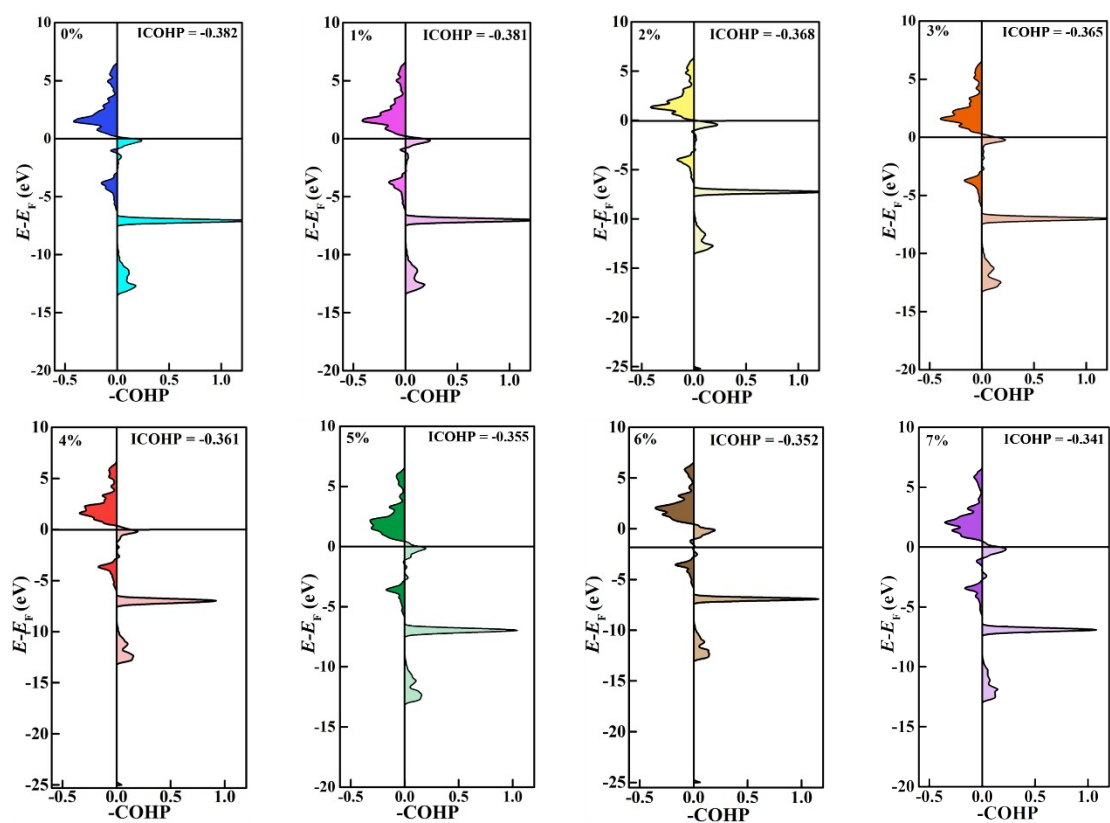 0% ICOHP = -0.382
10
5
0
-5
-10
-15
-20
E-EF (eV)
-0.5 0.0 0.5 1.0
-COHP
1% ICOHP = -0.381
10
5
0
-5
-10
-15
-20
E-EF (eV)
-0.5 0.0 0.5 1.0
-COHP
2% ICOHP = -0.368
10
5
0
-5
-10
-15
-20
-25
E-EF (eV)
-0.5 0.0 0.5 1.0
-COHP
3% ICOHP = -0.365
10
5
0
-5
-10
-15
-20
E-EF (eV)
-0.5 0.0 0.5 1.0
-COHP
4% ICOHP = -0.361
10
5
0
-5
-10
-15
-20
-25
E-EF (eV)
-0.5 0.0 0.5 1.0
-COHP
5% ICOHP = -0.355
10
5
0
-5
-10
-15
-20
E-EF (eV)
-0.5 0.0 0.5 1.0
-COHP
6% ICOHP = -0.352
10
5
0
-5
-10
-15
-20
-25
E-EF (eV)
-0.5 0.0 0.5 1.0
-COHP
7% ICOHP = -0.341
10
5
0
-5
-10
-15
-20
E-EF (eV)
-0.5 0.0 0.5 1.0
-COHP